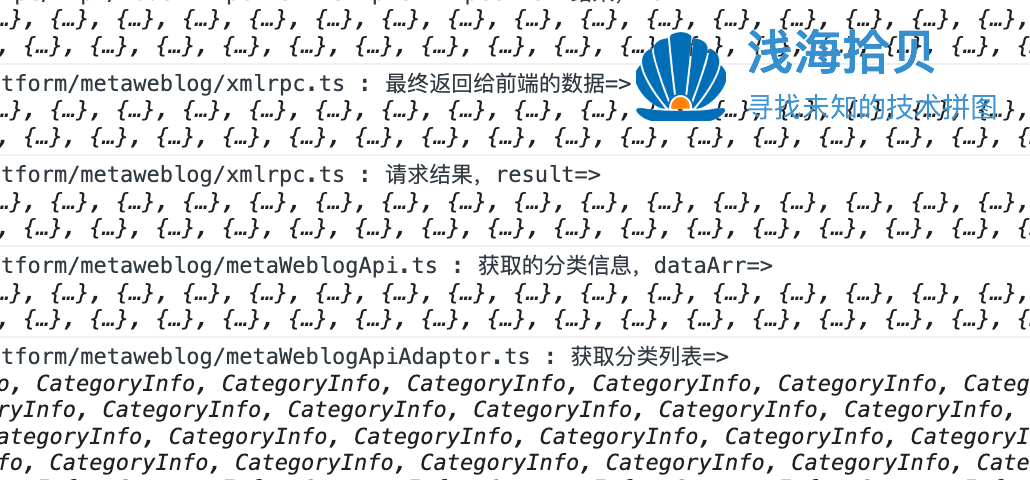 …}, {…}, {…}, {…}, {…}, {…}, {…}, {…}, {…}, {…}, {…}, {…}, {…}, {…}, {…}, {…},
, {…}, {…}, {…}, {…}, {…}, {…}, {…}, {…}, {…}, {…}, {…}, {…}, {…}, {…}, {…}, {…
浅海拾贝
寻找未知的技术拼图
tform/metaweblog/xmlrpc.ts : 最终返回给前端的数据=>
…}, {…}, {…}, {…}, {…}, {…}, {…}, {…}, {…}, {…}, {…}, {…}, {…}, {…}, {…}, {…},
, {…}, {…}, {…}, {…}, {…}, {…}, {…}, {…}, {…}, {…}, {…}, {…}, {…}, {…}, {…}, {…
tform/metaweblog/xmlrpc.ts : 请求结果，result=>
…}, {…}, {…}, {…}, {…}, {…}, {…}, {…}, {…}, {…}, {…}, {…}, {…}, {…}, {…}, {…},
, {…}, {…}, {…}, {…}, {…}, {…}, {…}, {…}, {…}, {…}, {…}, {…}, {…}, {…}, {…}, {…
tform/metaweblog/metaWeblogApi.ts : 获取的分类信息，dataArr=>
…}, {…}, {…}, {…}, {…}, {…}, {…}, {…}, {…}, {…}, {…}, {…}, {…}, {…}, {…}, {…},
, {…}, {…}, {…}, {…}, {…}, {…}, {…}, {…}, {…}, {…}, {…}, {…}, {…}, {…}, {…}, {…
tform/metaweblog/metaWeblogApiAdaptor.ts : 获取分类列表=>
o, CategoryInfo, CategoryInfo, CategoryInfo, CategoryInfo, CategoryInfo, Categ
ryInfo, CategoryInfo, CategoryInfo, CategoryInfo, CategoryInfo, CategoryInfo,
ategoryInfo, CategoryInfo, CategoryInfo, CategoryInfo, CategoryInfo, CategoryI
fo, CategoryInfo, CategoryInfo, CategoryInfo, CategoryInfo, CategoryInfo, Cate